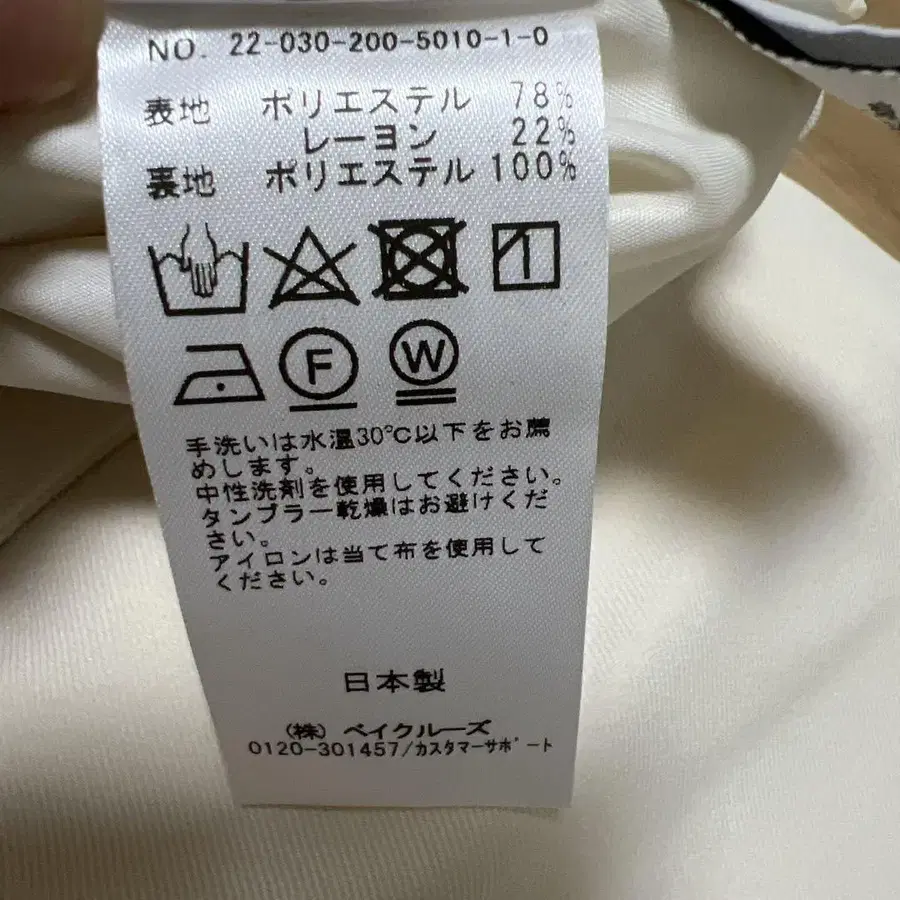 NO. 22-030-200-5010-1-0
表地 ポリエステル 78%
レーヨン 22%
裏地 ポリエステル 100%
F W
手洗いは水温30℃以下をお薦
めします。
中性洗剤を使用してください。
タンブラー乾燥はお避けくだ
さい。
アイロンは当て布を使用して
ください。
日本製
(株) ベイクルーズ
0120-301457/カスタマーサポート